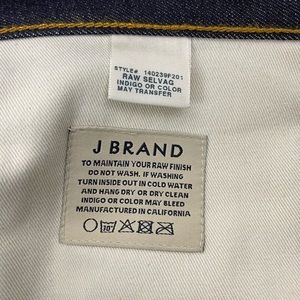 STYLE# 140239F201
RAW SELVAG
INDIGO OR COLOR
MAY TRANSFER
J BRAND
TO MAINTAIN YOUR RAW FINISH
DO NOT WASH. IF WASHING
TURN INSIDE OUT IN COLD WATER
AND HANG DRY OR DRY CLEAN
INDIGO OR COLOR MAY BLEED
MANUFACTURED IN CALIFORNIA